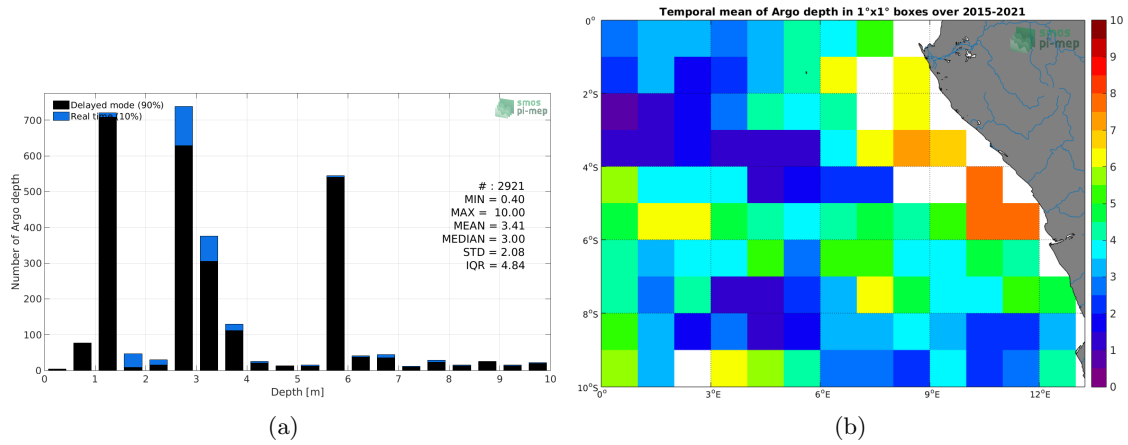 Delayed mode (90%)
Real time (10%)
smos
pi-mep
Number of Argo depth
700
600
500
400
300
200
100
0
# : 2921
MIN = 0.40
MAX = 10.00
MEAN = 3.41
MEDIAN = 3.00
STD = 2.08
IQR = 4.84
0 1 2 3 4 5 6 7 8 9 10
Depth [m]
(a)
Temporal mean of Argo depth in 1°x1° boxes over 2015-2021
smos
pi-mep
0°
2°S
4°S
6°S
8°S
10°S
0° 3°E 6°E 9°E 12°E
10
9
8
7
6
5
4
3
2
1
0
(b)